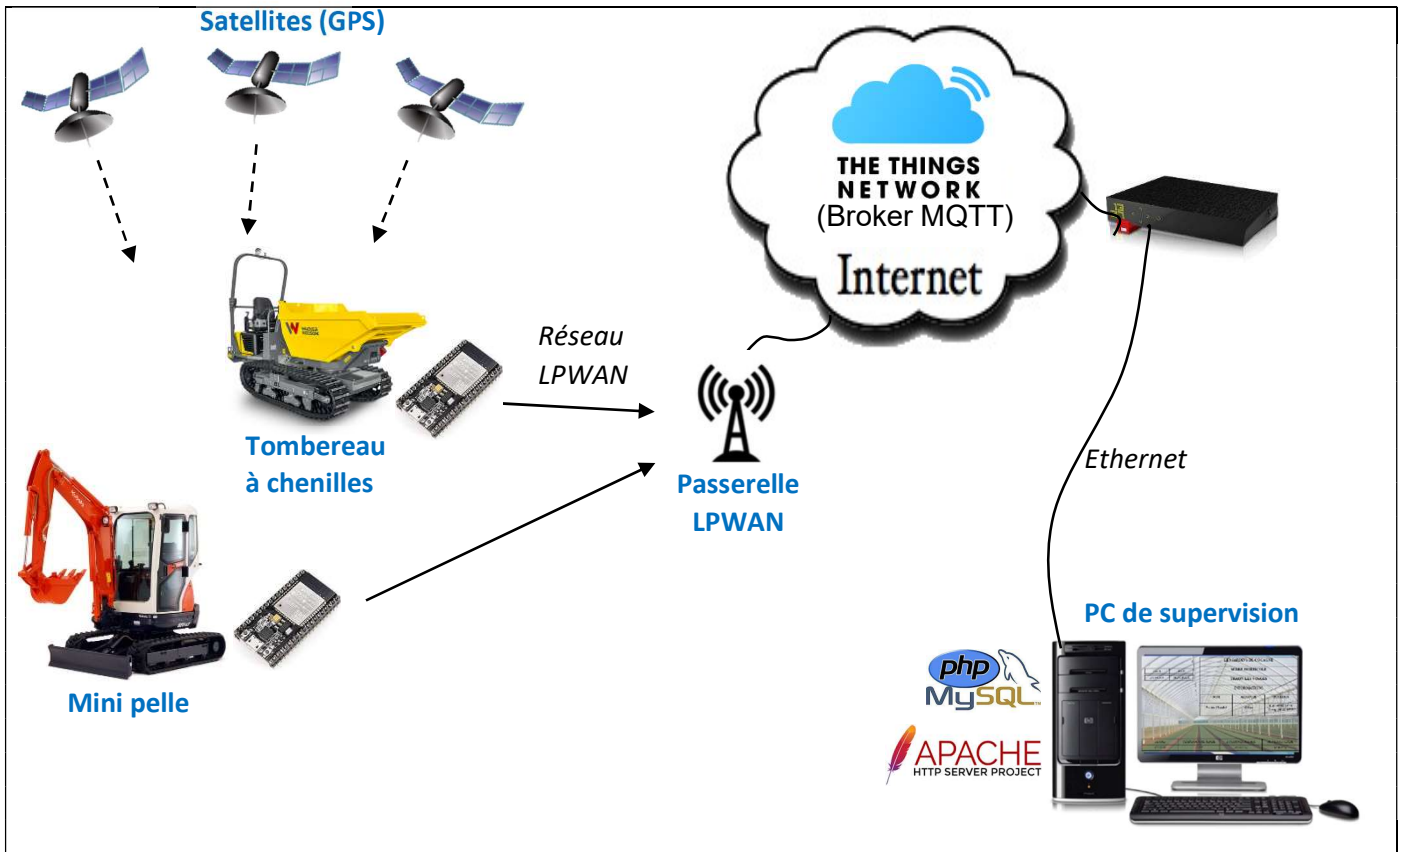 Satellites (GPS)
THE THINGS
NETWORK
(Broker MQTT)
Internet
Réseau
LPWAN
Tombereau
à chenilles
Passerelle
LPWAN
Ethernet
Mini pelle
PC de supervision
php
MySQL
APACHE
HTTP SERVER PROJECT